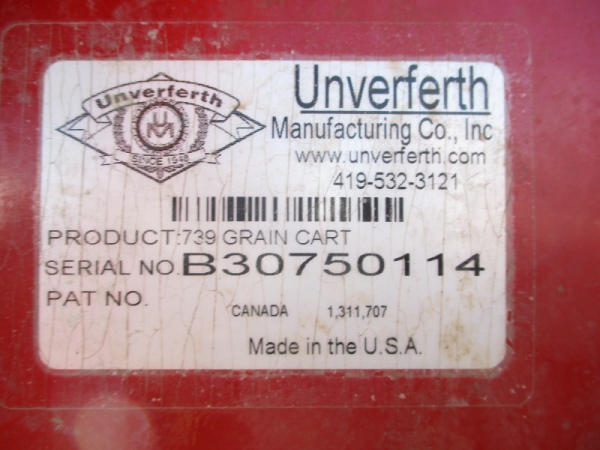 Unverferth
UM
SINCE 1948
Unverferth
Manufacturing Co., Inc
www.unverferth.com
419-532-3121
PRODUCT:739 GRAIN CART
SERIAL NO.B30750114
PAT NO.
CANADA 1,311,707
Made in the U.S.A.